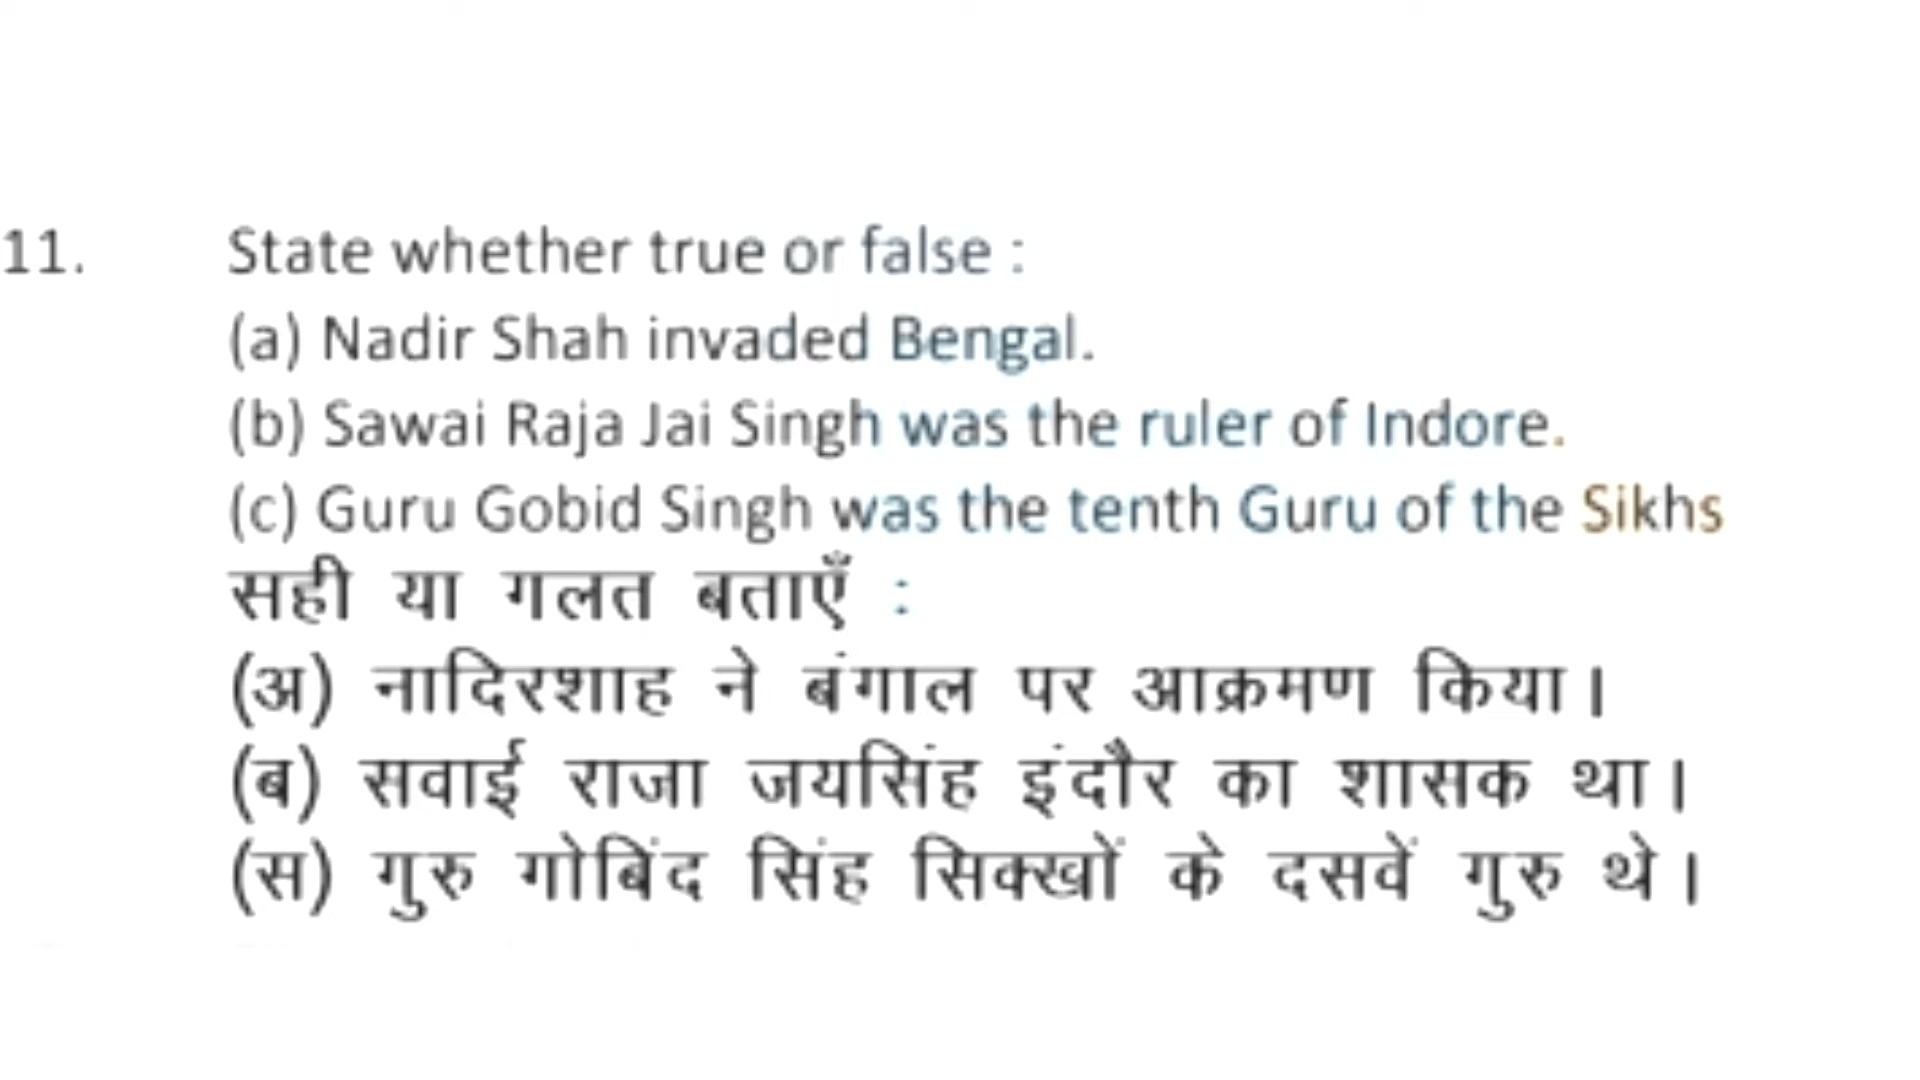 11. State whether true or false :
(a) Nadir Shah invaded Bengal.
(b) Sawai Raja Jai Singh was the ruler of Indore.
(c) Guru Gobid Singh was the tenth Guru of the Sikhs
सही या गलत बताएँ :
(अ) नादिरशाह ने बंगाल पर आक्रमण किया।
(ब) सवाई राजा जयसिंह इंदौर का शासक था।
(स) गुरु गोबिंद सिंह सिक्खों के दसवें गुरु थे।